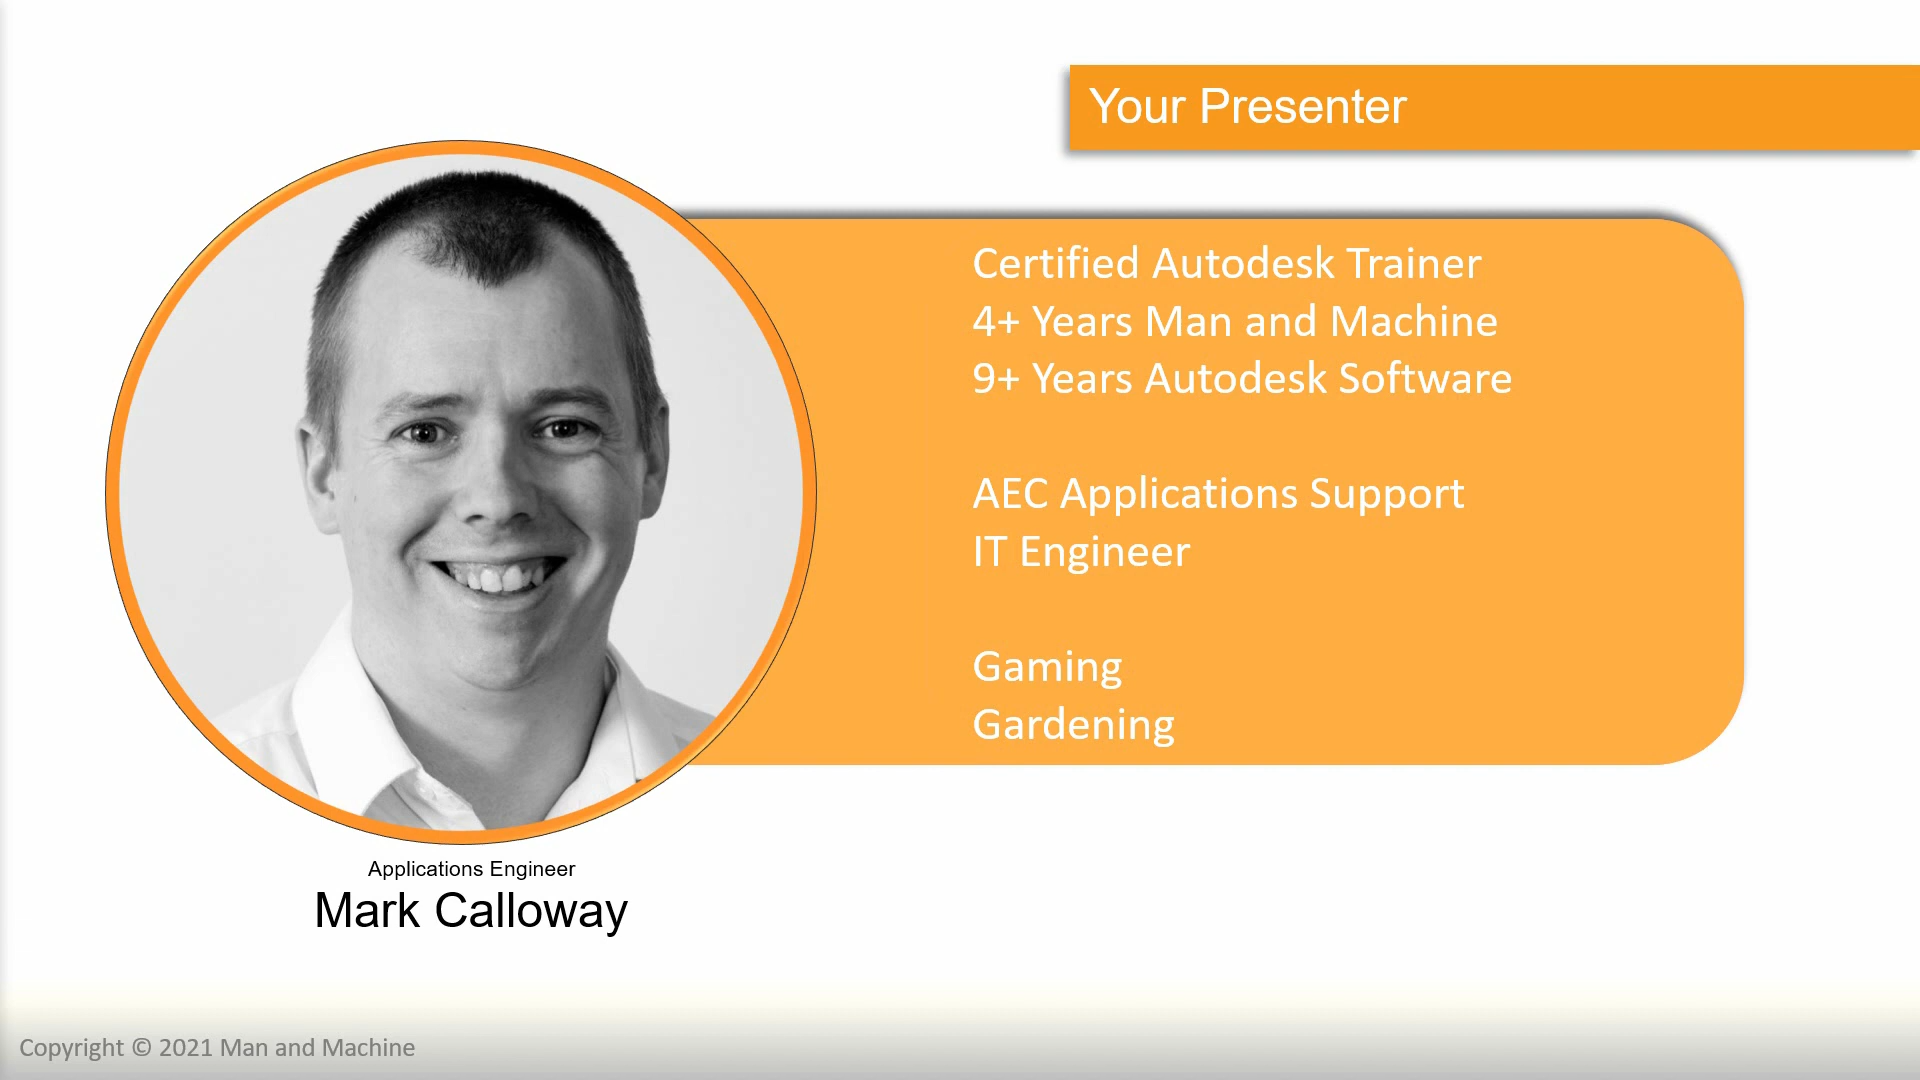 Your Presenter
Certified Autodesk Trainer
4+ Years Man and Machine
9+ Years Autodesk Software
AEC Applications Support
IT Engineer
Gaming
Gardening
Applications Engineer
Mark Calloway
Copyright © 2021 Man and Machine